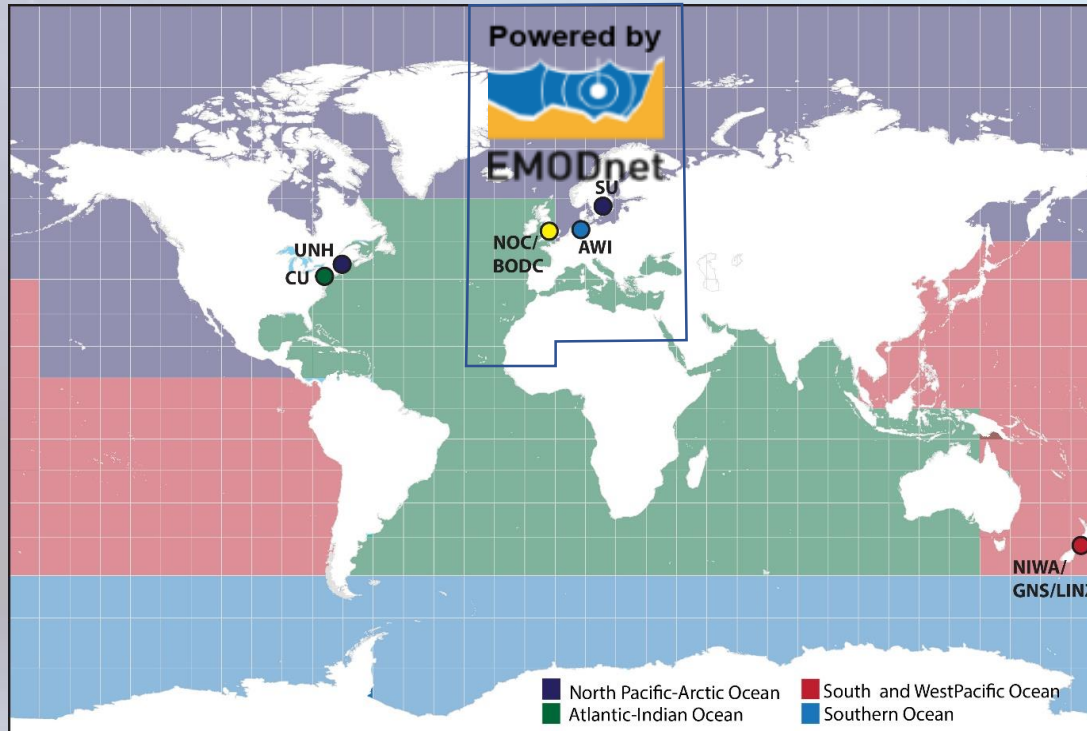 Powered by
EMODnet
SU
NOC/
BODC
AWI
UNH
CU
NIWA/
GNS/LINZ
North Pacific-Arctic Ocean
Atlantic-Indian Ocean
South and WestPacific Ocean
Southern Ocean